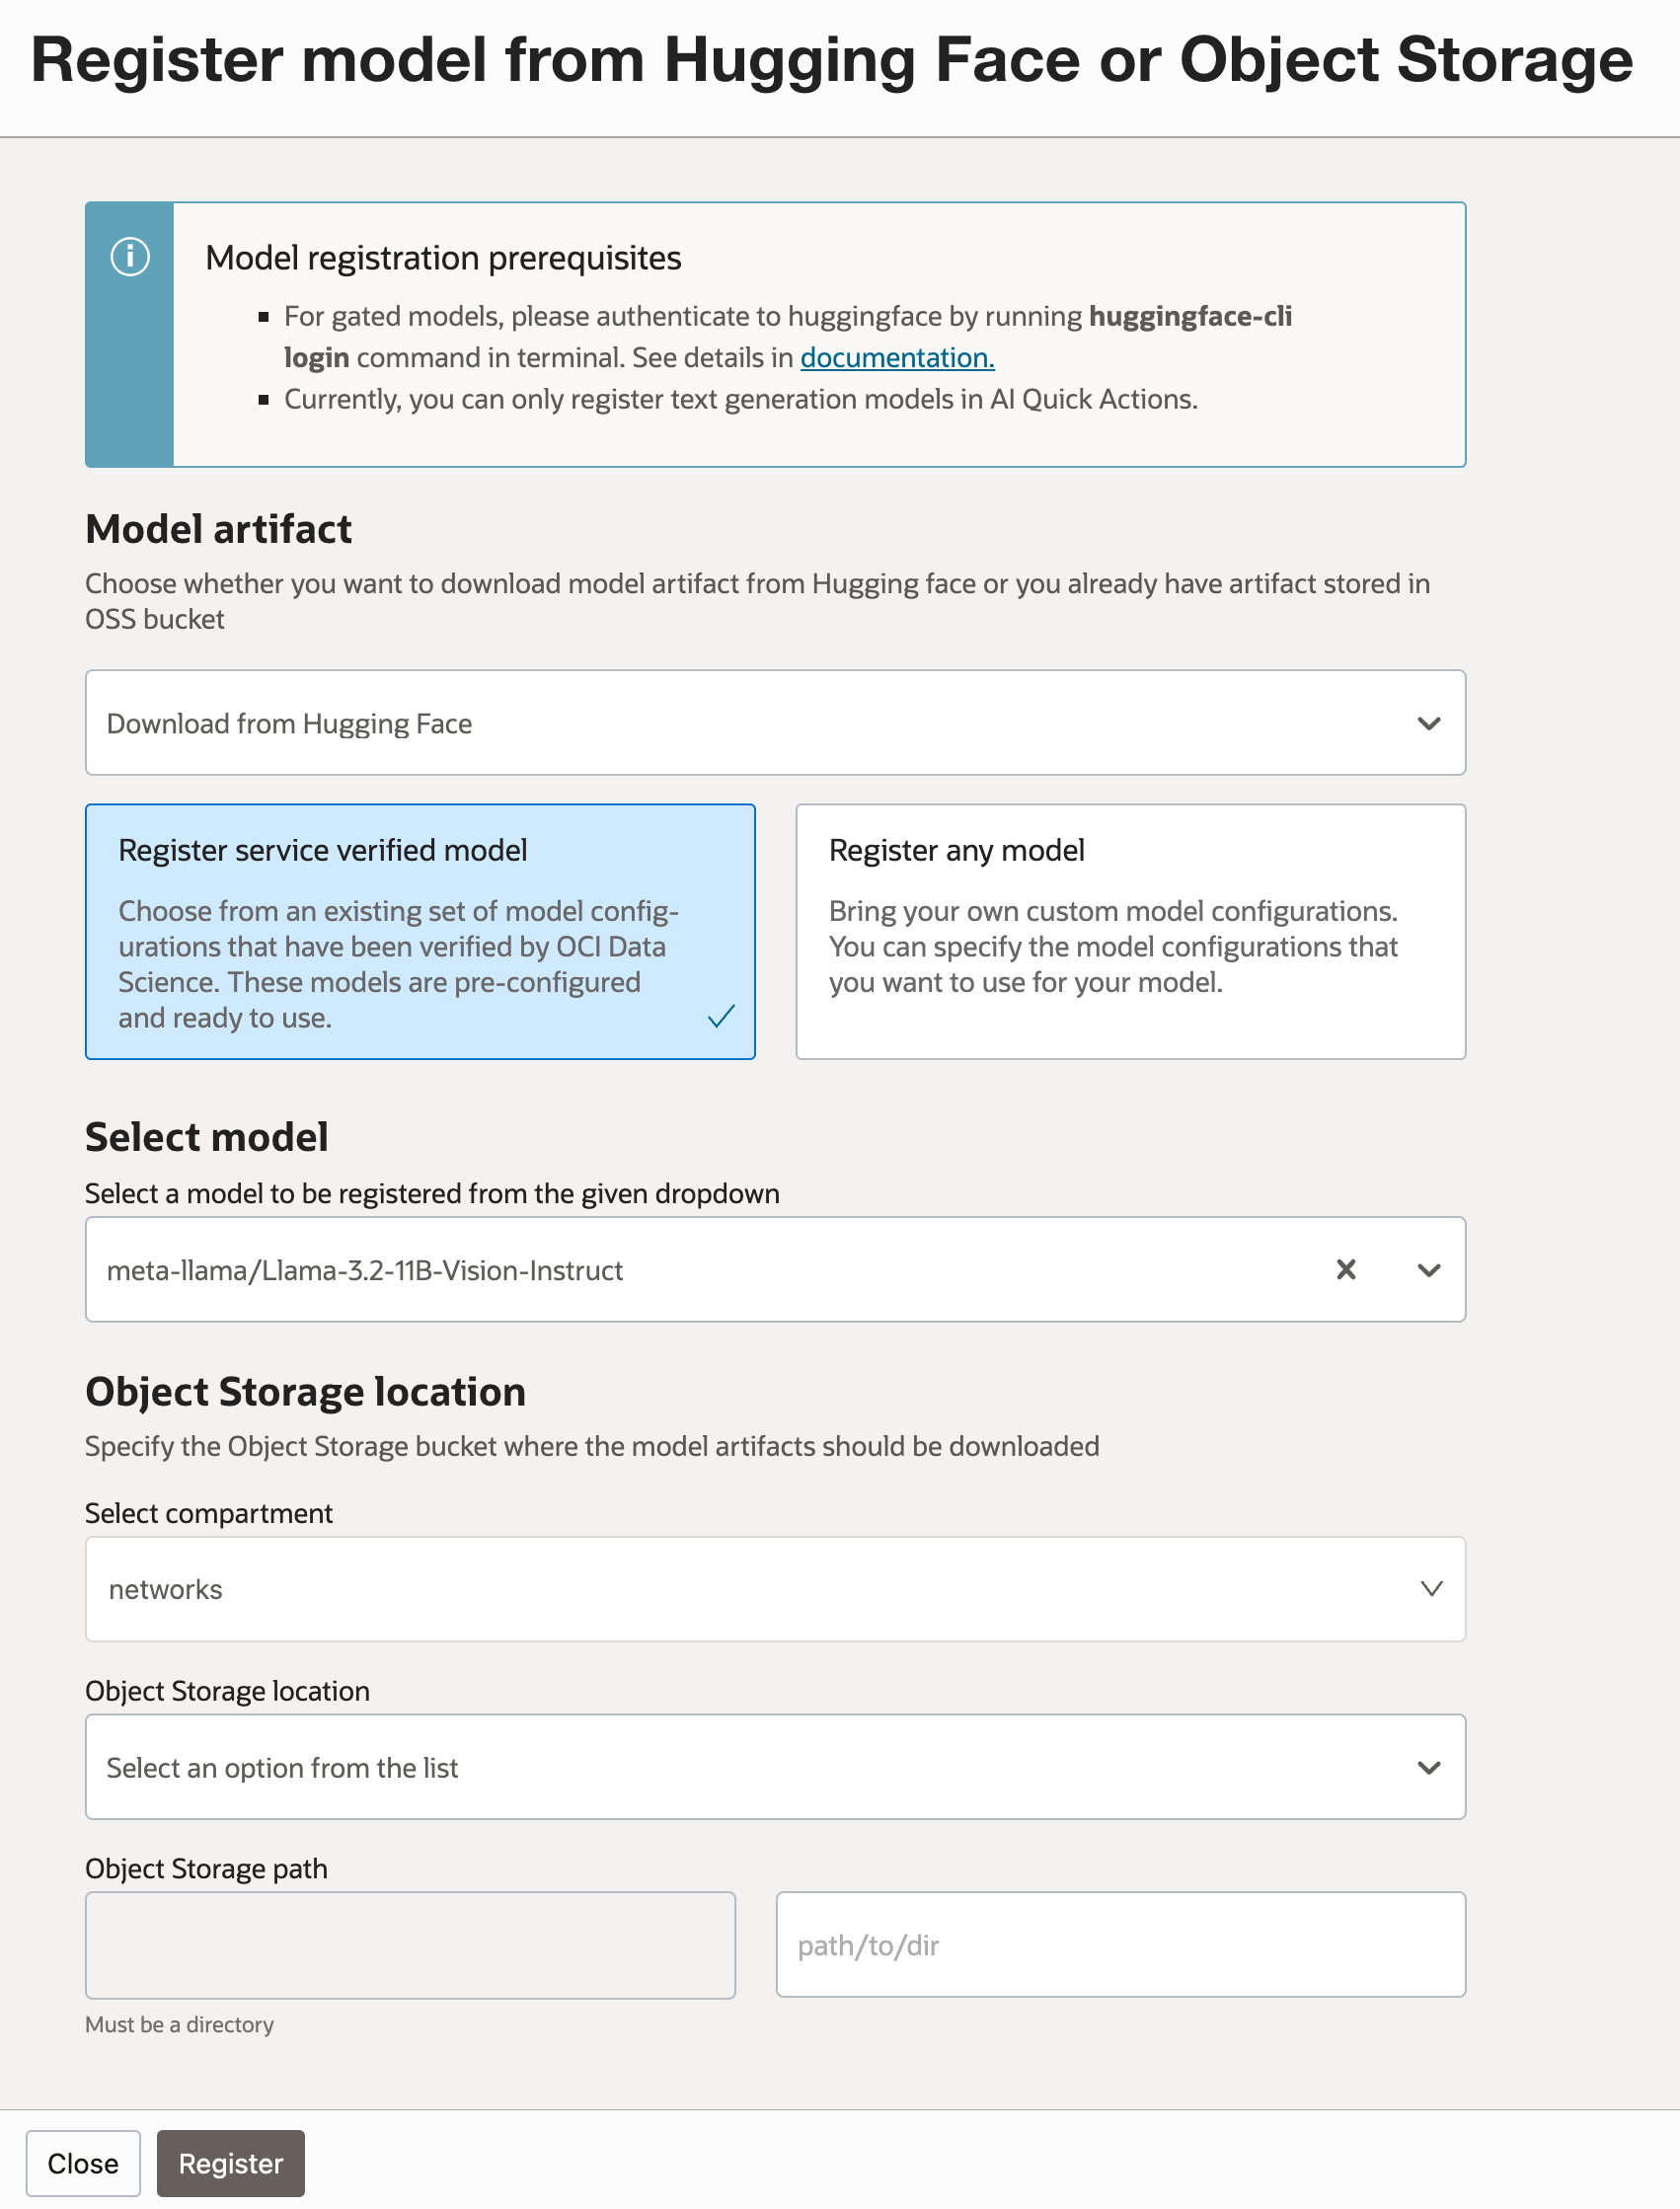 Register model from Hugging Face or Object Storage
Model registration prerequisites
For gated models, please authenticate to huggingface by running huggingface-cli
login command in terminal. See details in documentation.
Currently, you can only register text generation models in AI Quick Actions.
Model artifact
Choose whether you want to download model artifact from Hugging face or you already have artifact stored in
OSS bucket
Download from Hugging Face
Register service verified model
Choose from an existing set of model config-
urations that have been verified by OCI Data
Science. These models are pre-configured
and ready to use.
Register any model
Bring your own custom model configurations.
You can specify the model configurations that
you want to use for your model.
Select model
Select a model to be registered from the given dropdown
meta-llama/Llama-3.2-11B-Vision-Instruct
Object Storage location
Specify the Object Storage bucket where the model artifacts should be downloaded
Select compartment
networks
Object Storage location
Select an option from the list
Object Storage path
path/to/dir
Must be a directory
Close
Register